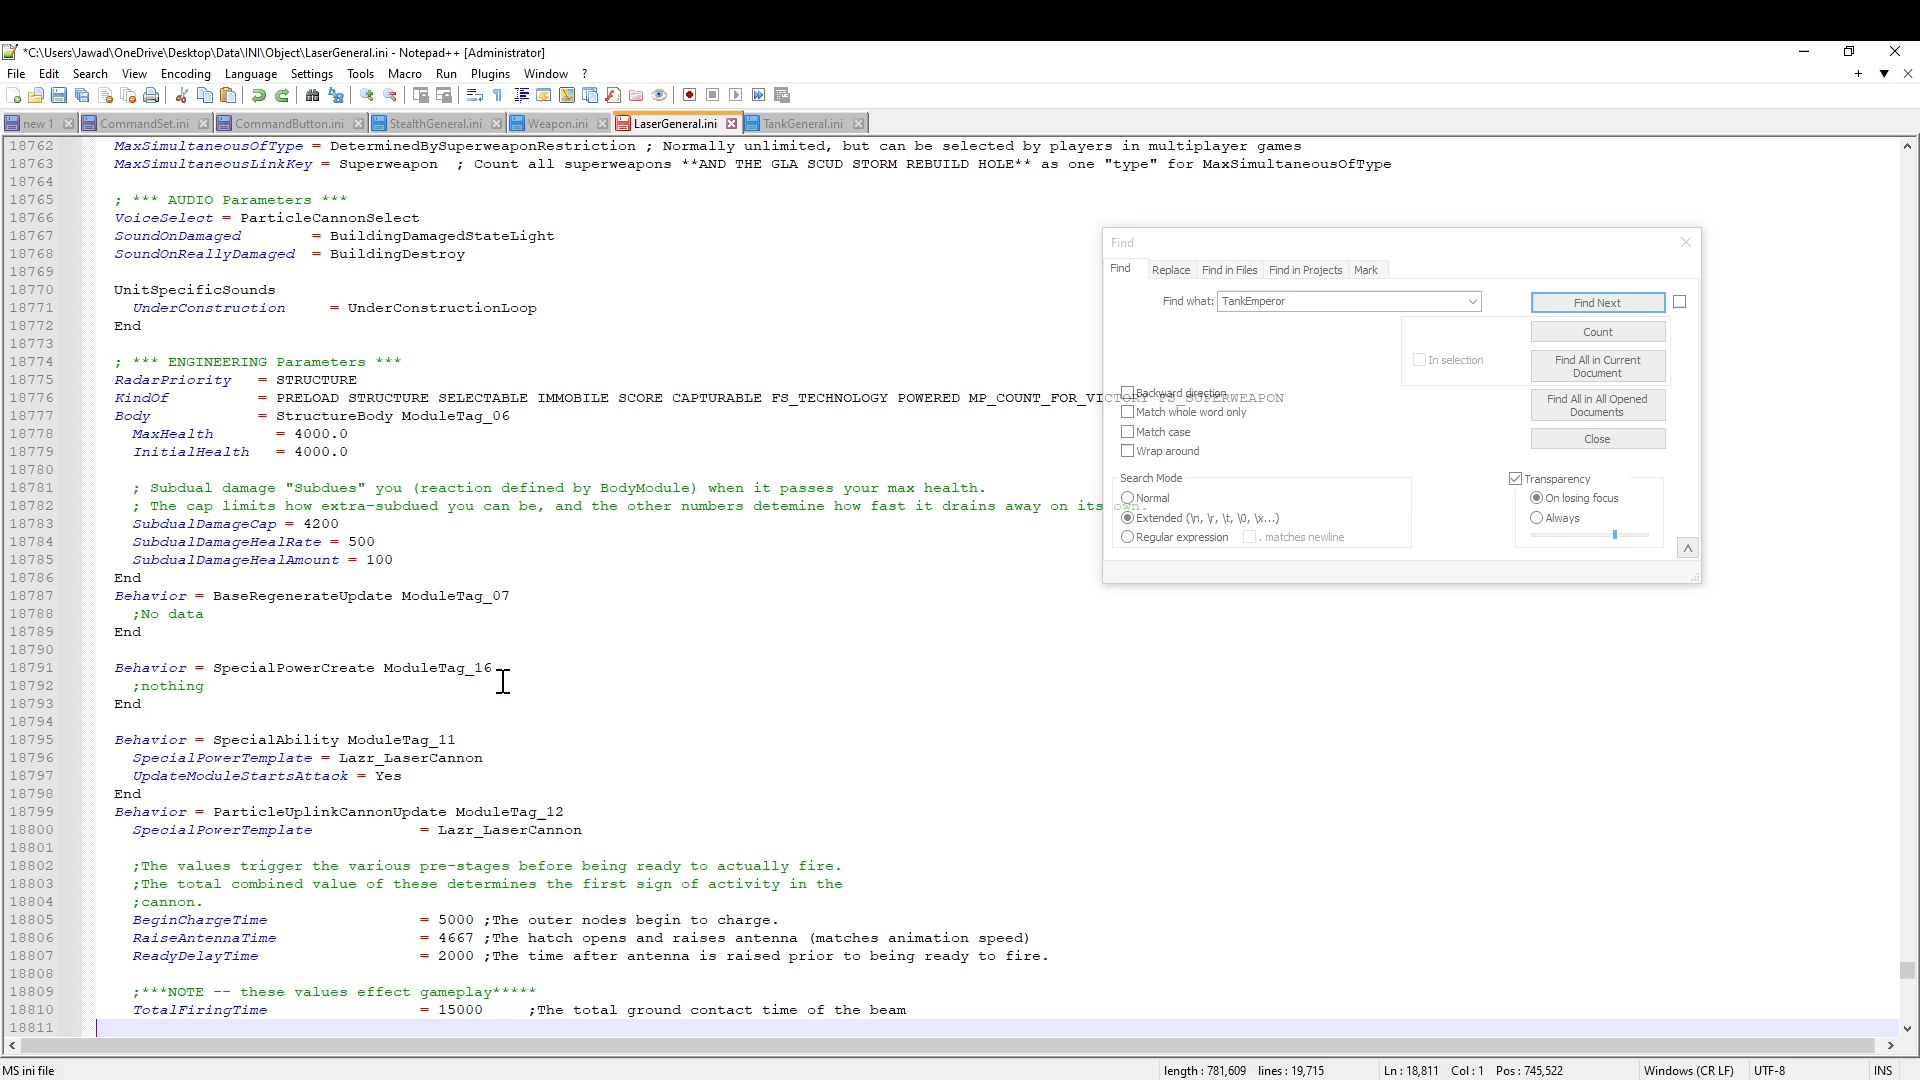 *C:\Users\Jawad\OneDrive\Desktop\Data\INI\Object\LaserGeneral.ini - Notepad++ [Administrator]
File Edit Search View Encoding Language Settings Tools Macro Run Plugins Window ?
new 1 CommandSet.ini CommandButton.ini StealthGeneral.ini Weapon.ini LaserGeneral.ini TankGeneral.ini
18762 MaxSimultaneousOfType = DeterminedBySuperweaponRestriction ; Normally unlimited, but can be selected by players in multiplayer games
18763 MaxSimultaneousLinkKey = Superweapon ; Count all superweapons **AND THE GLA SCUD STORM REBUILD HOLE** as one "type" for MaxSimultaneousOfType
18764
18765 ; *** AUDIO Parameters ***
18766 VoiceSelect = ParticleCannonSelect
18767 SoundOnDamaged = BuildingDamagedStateLight
18768 SoundOnReallyDamaged = BuildingDestroy
18769
18770 UnitSpecificSounds
18771 UnderConstruction = UnderConstructionLoop
18772 End
18773
18774 ; *** ENGINEERING Parameters ***
18775 RadarPriority = STRUCTURE
18776 KindOf = PRELOAD STRUCTURE SELECTABLE IMMOBILE SCORE CAPTURABLE FS_TECHNOLOGY POWERED MP_COUNT_FOR_VICTORY FS_SUPERWEAPON
18777 Body = StructureBody ModuleTag_06
18778 MaxHealth = 4000.0
18779 InitialHealth = 4000.0
18780
18781 ; Subdual damage "Subdues" you (reaction defined by BodyModule) when it passes your max health.
18782 ; The cap limits how extra-subdued you can be, and the other numbers detemine how fast it drains away on its own.
18783 SubdualDamageCap = 4200
18784 SubdualDamageHealRate = 500
18785 SubdualDamageHealAmount = 100
18786 End
18787 Behavior = BaseRegenerateUpdate ModuleTag_07
18788 ;No data
18789 End
18790
18791 Behavior = SpecialPowerCreate ModuleTag_16
18792 ;nothing
18793 End
18794
18795 Behavior = SpecialAbility ModuleTag_11
18796 SpecialPowerTemplate = Lazr_LaserCannon
18797 UpdateModuleStartsAttack = Yes
18798 End
18799 Behavior = ParticleUplinkCannonUpdate ModuleTag_12
18800 SpecialPowerTemplate = Lazr_LaserCannon
18801
18802 ;The values trigger the various pre-stages before being ready to actually fire.
18803 ;The total combined value of these determines the first sign of activity in the
18804 ;cannon.
18805 BeginChargeTime = 5000 ;The outer nodes begin to charge.
18806 RaiseAntennaTime = 4667 ;The hatch opens and raises antenna (matches animation speed)
18807 ReadyDelayTime = 2000 ;The time after antenna is raised prior to being ready to fire.
18808
18809 ;***NOTE -- these values effect gameplay*****
18810 TotalFiringTime = 15000 ;The total ground contact time of the beam
18811
Find
Find Replace Find in Files Find in Projects Mark
Find what: TankEmperor Find Next
Count
In selection
Find All in Current Document
Backward direction
Find All in All Opened Documents
Match whole word only
Match case
Close
Wrap around
Search Mode
Transparency
Normal
On losing focus
Extended (\n, \r, \t, \0, \x...)
Always
Regular expression . matches newline
MS ini file length : 781,609 lines : 19,715 Ln : 18,811 Col : 1 Pos : 745,522 Windows (CR LF) UTF-8 INS